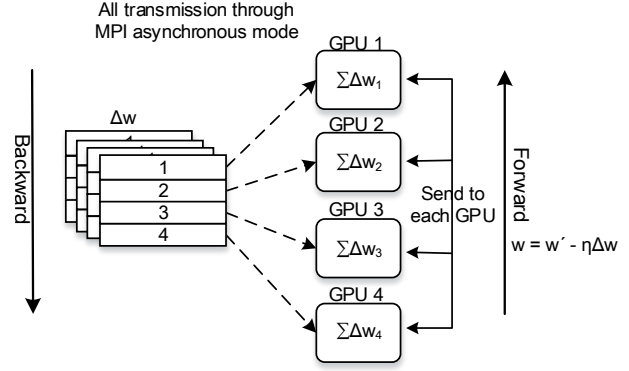 All transmission through
MPI asynchronous mode
GPU 1
∑Δw₁
Δw
1
2
3
4
GPU 2
∑Δw₂
GPU 3
∑Δw₃
GPU 4
∑Δw₄
Send to
each GPU
Backward
Forward
w = w´ - ηΔw